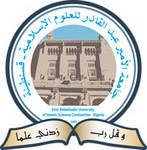 جامعة الأمير عبد القادر للعلوم الإسلامية - قسنطينة
Emir Abdelkader University
of Islamic Sciences Constantine - Algeria
وقل رب زدني علما